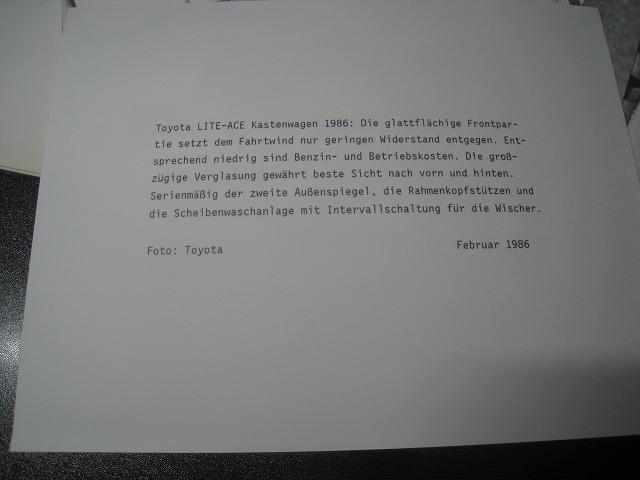 Toyota LITE-ACE Kastenwagen 1986: Die glattflächige Frontpar-
tie setzt dem Fahrtwind nur geringen Widerstand entgegen. Ent-
sprechend niedrig sind Benzin- und Betriebskosten. Die groß-
zügige Verglasung gewährt beste Sicht nach vorn und hinten.
Serienmäßig der zweite Außenspiegel, die Rahmenkopfstützen und
die Scheibenwaschanlage mit Intervallschaltung für die Wischer.
Foto: Toyota
Februar 1986